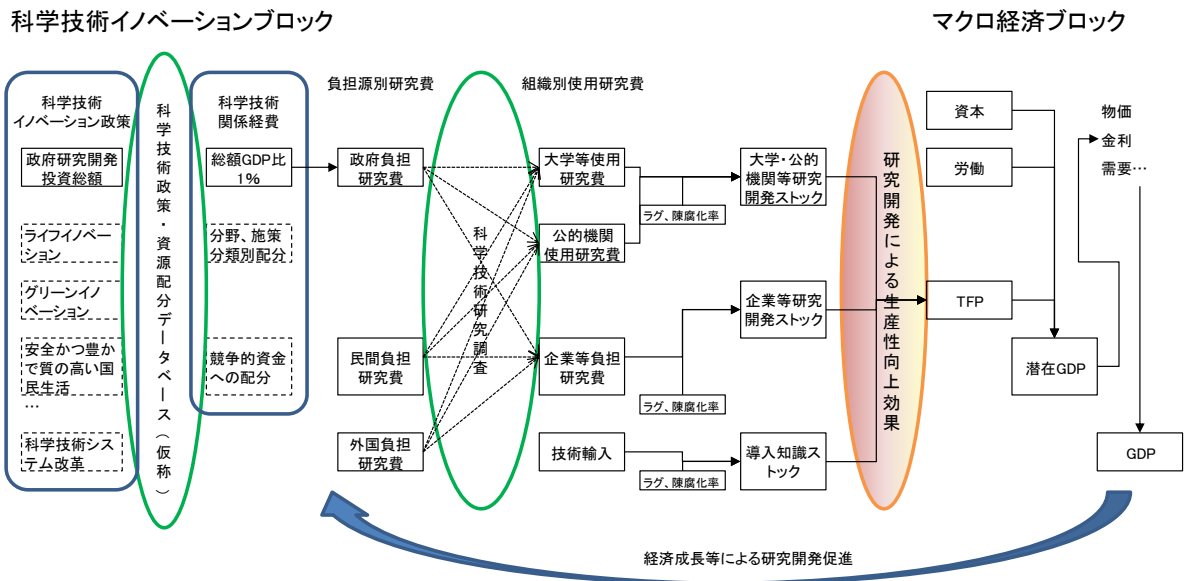 科学技術イノベーションブロック
マクロ経済ブロック
科学技術
イノベーション政策
政府研究開発
投資総額
ライフイノベー
ション
グリーンイノ
ベーション
安全かつ豊か
で質の高い国
民生活
…
科学技術シス
テム改革
科学技術政策・資源配分データベース(仮称)
科学技術
関係経費
総額GDP比
1%
分野、施策
分類別配分
競争的資金
への配分
負担源別研究費
政府負担
研究費
民間負担
研究費
外国負担
研究費
科学技術研究調査
組織別使用研究費
大学等使用
研究費
公的機関
使用研究費
企業等負担
研究費
技術輸入
ラグ、陳腐化率
ラグ、陳腐化率
ラグ、陳腐化率
大学・公的
機関等研究
開発ストック
企業等研究
開発ストック
導入知識ス
トック
研究開発による生産性向上効果
資本
労働
TFP
潜在GDP
物価
金利
需要…
GDP
経済成長等による研究開発促進